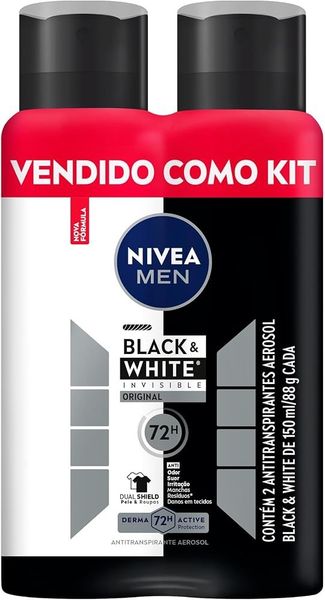 VENDIDO COMO KIT
NOVA
FÓRMULA
NIVEA
MEN
BLACK &
WHITE®
INVISIBLE
ORIGINAL
72H
DUAL SHIELD
Pele & Roupas
ANTI
Odor
Suor
Irritação
Manchas
Resíduos*
Danos em tecidos
DERMA 72H ACTIVE
Protection
ANTITRANSPIRANTE AEROSOL
CONTÉM 2 ANTITRANSPIRANTES AEROSOL
BLACK & WHITE DE 150 ml/88 g CADA